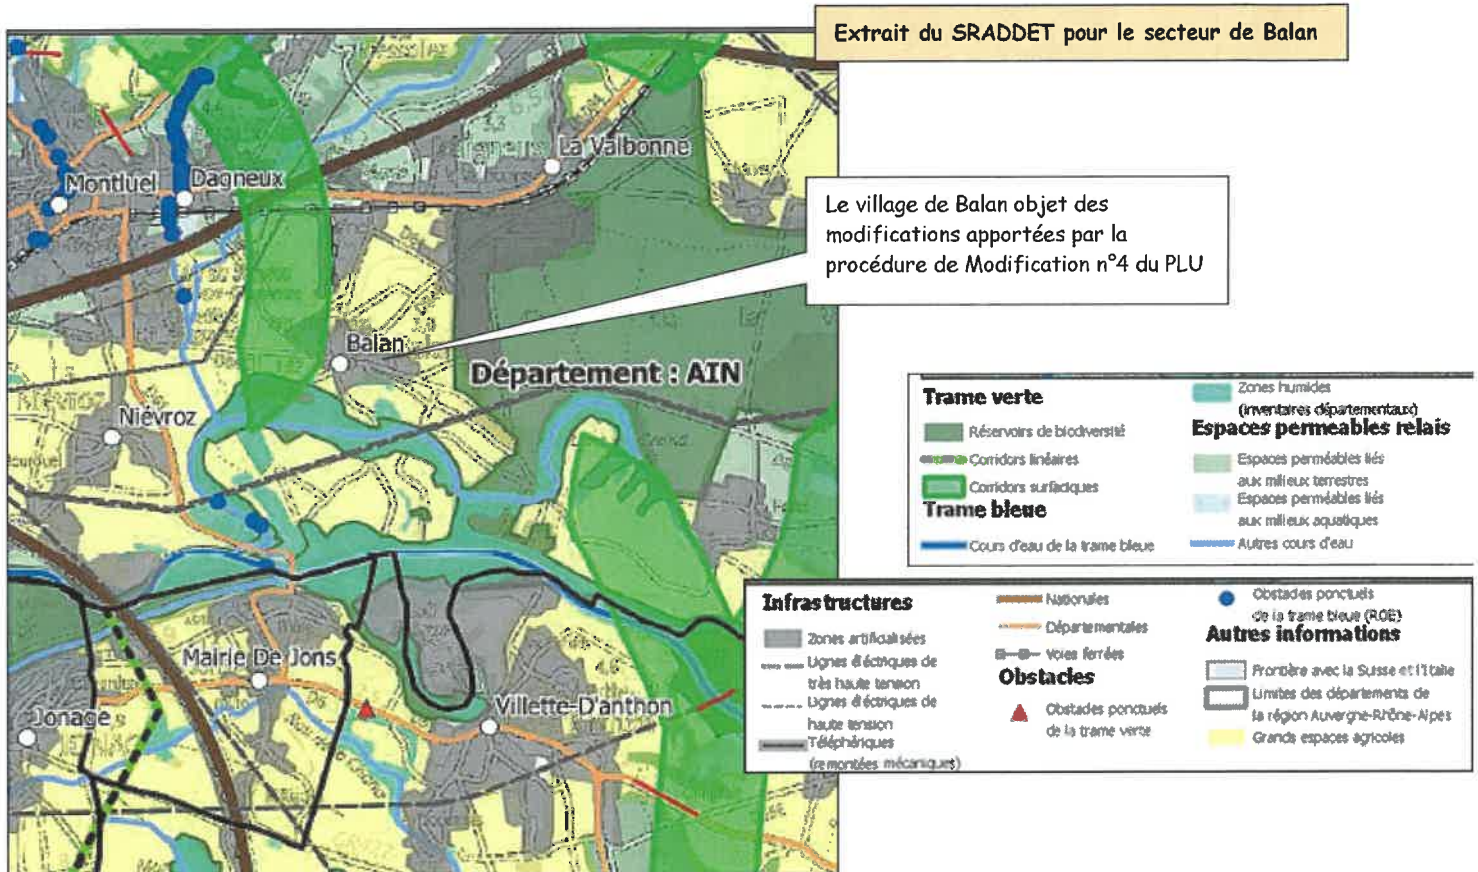 Extrait du SRADDET pour le secteur de Balan
La Valbonne
Montluel
Dagneux
Le village de Balan objet des
modifications apportées par la
procédure de Modification n°4 du PLU
Balan
Département : AIN
Niévroz
Mairie De Jons
Jonage
Villette-D'anthon
Trame verte
Réservoirs de biodiversité
Corridors linéaires
Corridors surfaciques
Trame bleue
Cours d'eau de la trame bleue
Zones humides
(inventaires départementaux)
Espaces permeables relais
Espaces perméables liés
aux milieux terrestres
Espaces perméables liés
aux milieux aquatiques
Autres cours d'eau
Infrastructures
Zones artificialisées
Lignes éléctriques de
très haute tension
Lignes éléctriques de
haute tension
Téléphériques
(remontées mécaniques)
Nationales
Départementales
Voies ferrées
Obstacles
Obstades ponctuels
de la trame verte
Obstades ponctuels
de la trame bleue (ROE)
Autres informations
Frontière avec la Suisse et l'Italie
Limites des départements de
la région Auvergne-Rhône-Alpes
Grands espaces agricoles